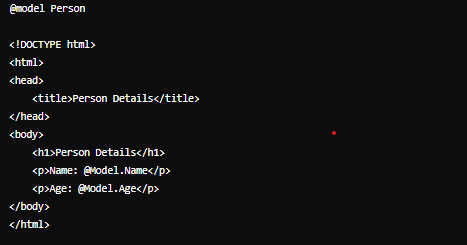 @model Person
<!DOCTYPE html>
<html>
<head>
<title>Person Details</title>
</head>
<body>
<h1>Person Details</h1>
<p>Name: @Model.Name</p>
<p>Age: @Model.Age</p>
</body>
</html>